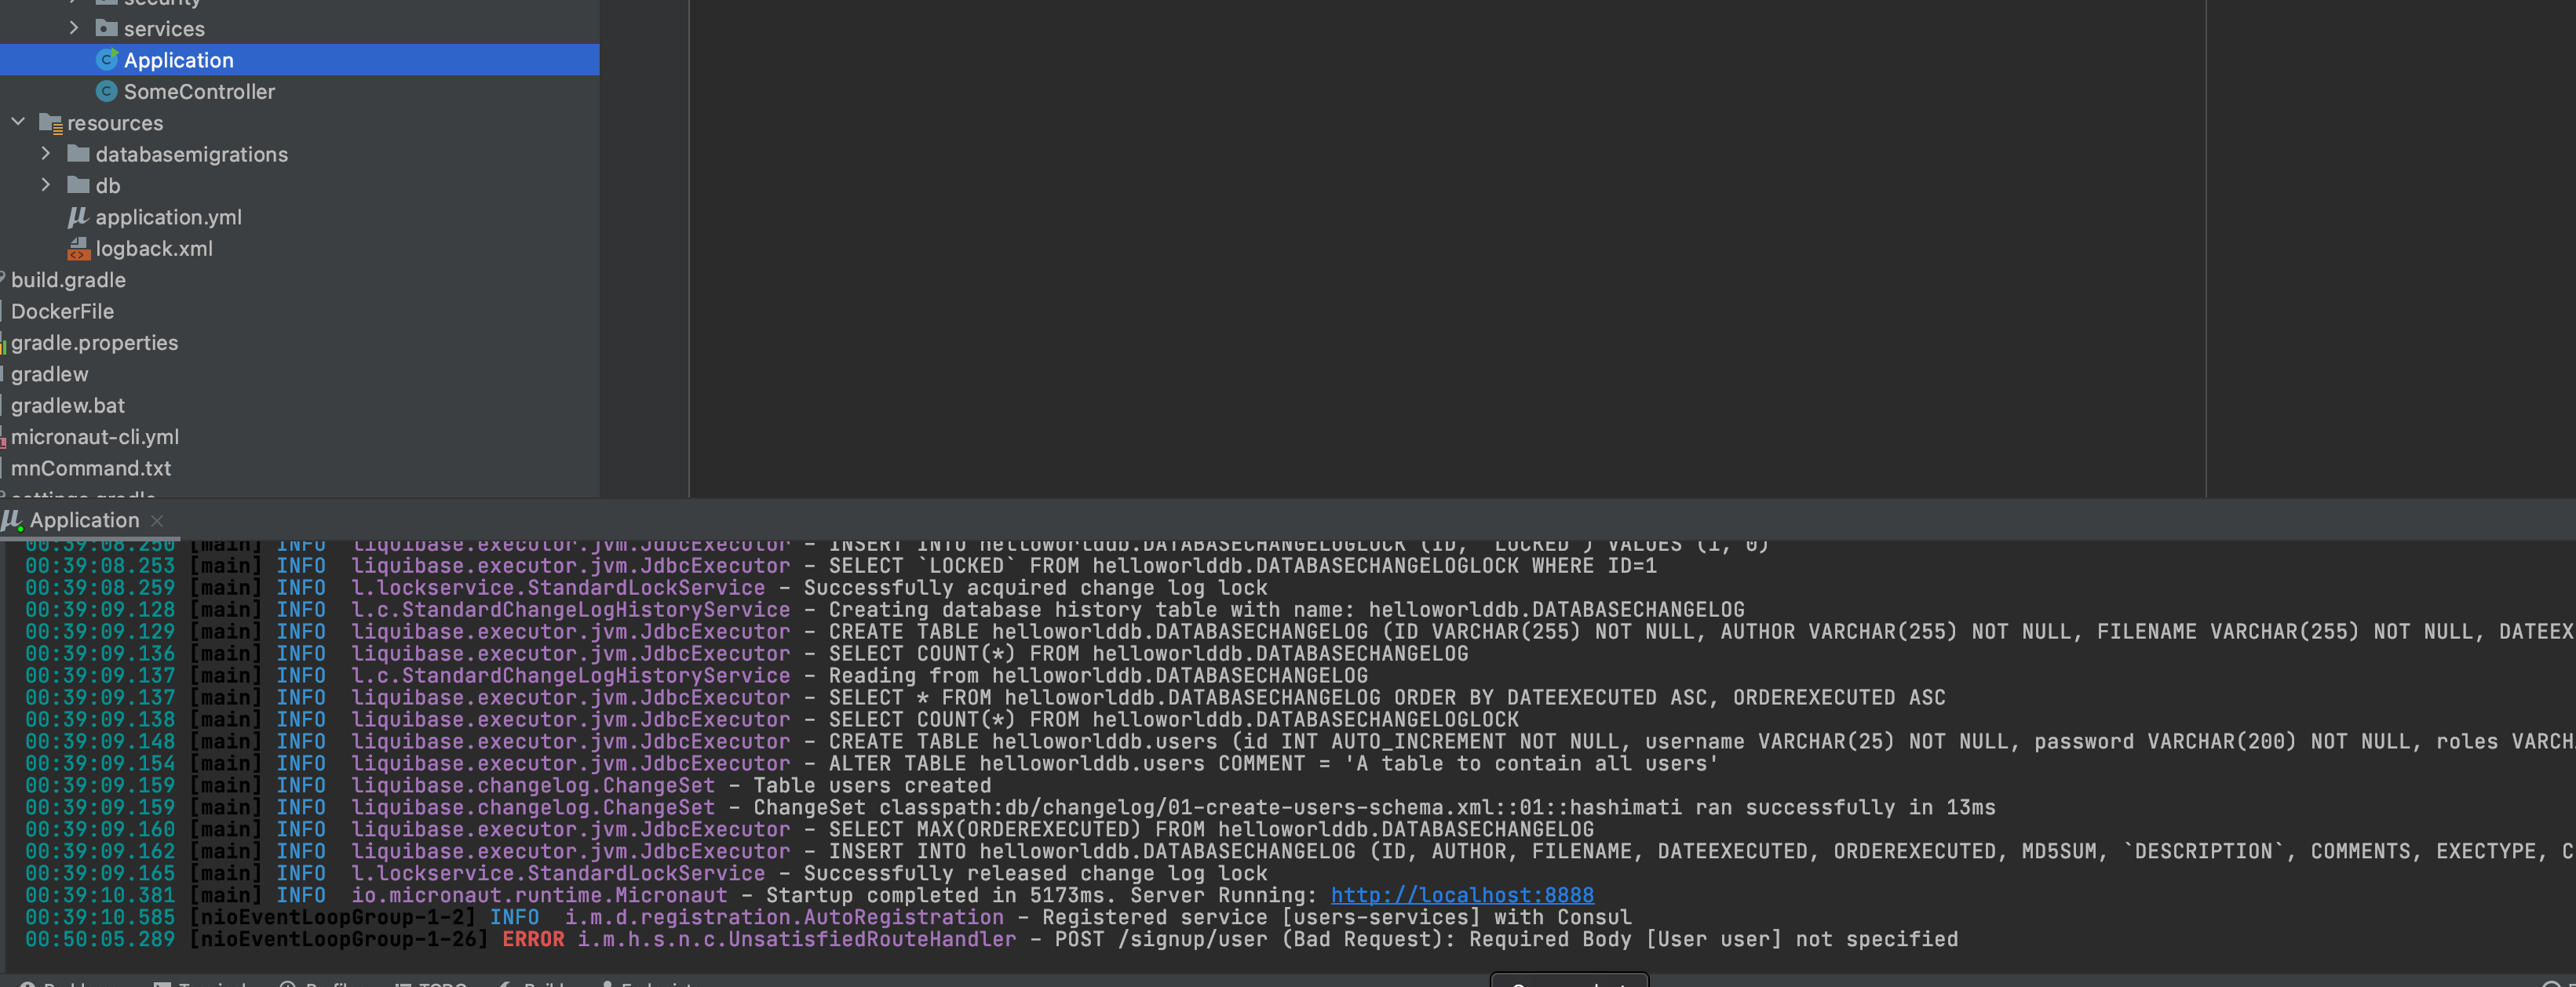 security
services
Application
SomeController
resources
databasemigrations
db
application.yml
logback.xml
build.gradle
DockerFile
gradle.properties
gradlew
gradlew.bat
micronaut-cli.yml
mnCommand.txt
settings.gradle
Application
00:39:08.250 [main] INFO liquibase.executor.jvm.JdbcExecutor - INSERT INTO helloworlddb.DATABASECHANGELOGLOCK (ID, `LOCKED`) VALUES (1, 0)
00:39:08.253 [main] INFO liquibase.executor.jvm.JdbcExecutor - SELECT `LOCKED` FROM helloworlddb.DATABASECHANGELOGLOCK WHERE ID=1
00:39:08.259 [main] INFO l.lockservice.StandardLockService - Successfully acquired change log lock
00:39:09.128 [main] INFO l.c.StandardChangeLogHistoryService - Creating database history table with name: helloworlddb.DATABASECHANGELOG
00:39:09.129 [main] INFO liquibase.executor.jvm.JdbcExecutor - CREATE TABLE helloworlddb.DATABASECHANGELOG (ID VARCHAR(255) NOT NULL, AUTHOR VARCHAR(255) NOT NULL, FILENAME VARCHAR(255) NOT NULL, DATEEX
00:39:09.136 [main] INFO liquibase.executor.jvm.JdbcExecutor - SELECT COUNT(*) FROM helloworlddb.DATABASECHANGELOG
00:39:09.137 [main] INFO l.c.StandardChangeLogHistoryService - Reading from helloworlddb.DATABASECHANGELOG
00:39:09.137 [main] INFO liquibase.executor.jvm.JdbcExecutor - SELECT * FROM helloworlddb.DATABASECHANGELOG ORDER BY DATEEXECUTED ASC, ORDEREXECUTED ASC
00:39:09.138 [main] INFO liquibase.executor.jvm.JdbcExecutor - SELECT COUNT(*) FROM helloworlddb.DATABASECHANGELOGLOCK
00:39:09.148 [main] INFO liquibase.executor.jvm.JdbcExecutor - CREATE TABLE helloworlddb.users (id INT AUTO_INCREMENT NOT NULL, username VARCHAR(25) NOT NULL, password VARCHAR(200) NOT NULL, roles VARCH
00:39:09.154 [main] INFO liquibase.executor.jvm.JdbcExecutor - ALTER TABLE helloworlddb.users COMMENT = 'A table to contain all users'
00:39:09.159 [main] INFO liquibase.changelog.ChangeSet - Table users created
00:39:09.159 [main] INFO liquibase.changelog.ChangeSet - ChangeSet classpath:db/changelog/01-create-users-schema.xml::01::hashimati ran successfully in 13ms
00:39:09.160 [main] INFO liquibase.executor.jvm.JdbcExecutor - SELECT MAX(ORDEREXECUTED) FROM helloworlddb.DATABASECHANGELOG
00:39:09.162 [main] INFO liquibase.executor.jvm.JdbcExecutor - INSERT INTO helloworlddb.DATABASECHANGELOG (ID, AUTHOR, FILENAME, DATEEXECUTED, ORDEREXECUTED, MD5SUM, `DESCRIPTION`, COMMENTS, EXECTYPE, C
00:39:09.165 [main] INFO l.lockservice.StandardLockService - Successfully released change log lock
00:39:10.381 [main] INFO io.micronaut.runtime.Micronaut - Startup completed in 5173ms. Server Running: http://localhost:8888
00:39:10.585 [nioEventLoopGroup-1-2] INFO i.m.d.registration.AutoRegistration - Registered service [users-services] with Consul
00:50:05.289 [nioEventLoopGroup-1-26] ERROR i.m.h.s.n.c.UnsatisfiedRouteHandler - POST /signup/user (Bad Request): Required Body [User user] not specified